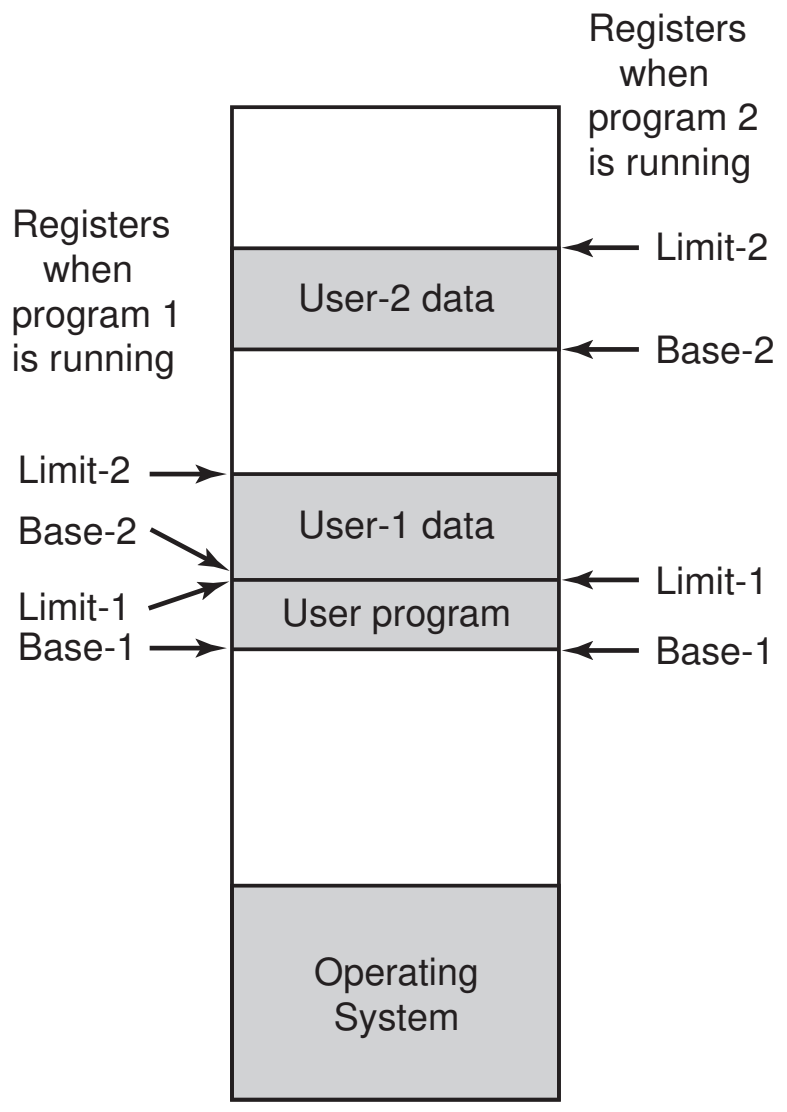 Registers
when
program 2
is running
Registers
when
program 1
is running
Limit-2
User-2 data
Base-2
Limit-2
Base-2
User-1 data
Limit-1
Limit-1
User program
Base-1
Base-1
Operating
System